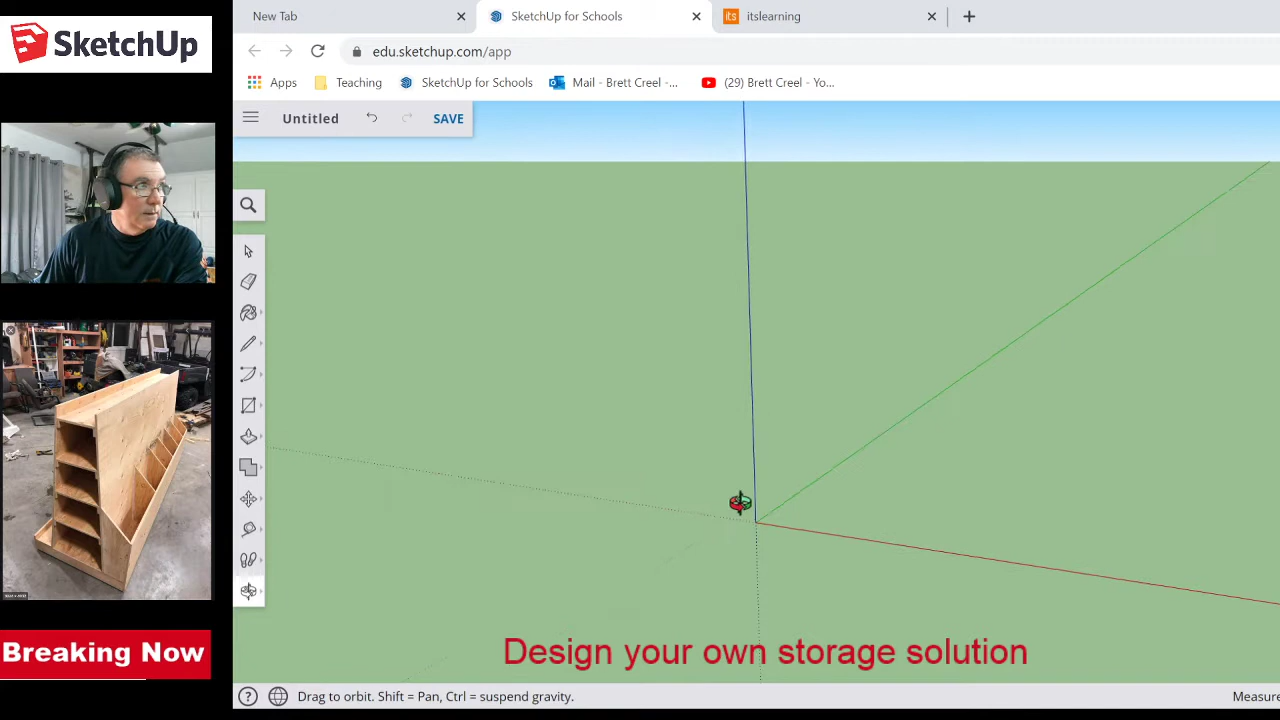 SketchUp
New Tab
SketchUp for Schools
itslearning
edu.sketchup.com/app
Apps
Teaching
SketchUp for Schools
Mail - Brett Creel -...
(29) Brett Creel - Yo...
Untitled
SAVE
Breaking Now
Design your own storage solution
Drag to orbit. Shift = Pan, Ctrl = suspend gravity.
Measure